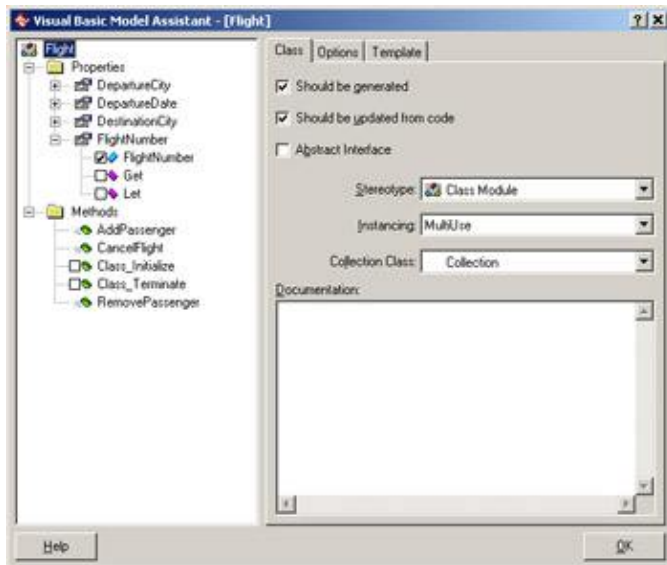 Visual Basic Model Assistant - [Flight]
Flight
Properties
DepartureCity
DepartureDate
DestinationCity
FlightNumber
FlightNumber
Get
Let
Methods
AddPassenger
CancelFlight
Class_Initialize
Class_Terminate
RemovePassenger
Class Options Template
Should be generated
Should be updated from code
Abstract Interface
Stereotype: Class Module
Instancing: MultiUse
Collection Class: Collection
Documentation:
Help
OK